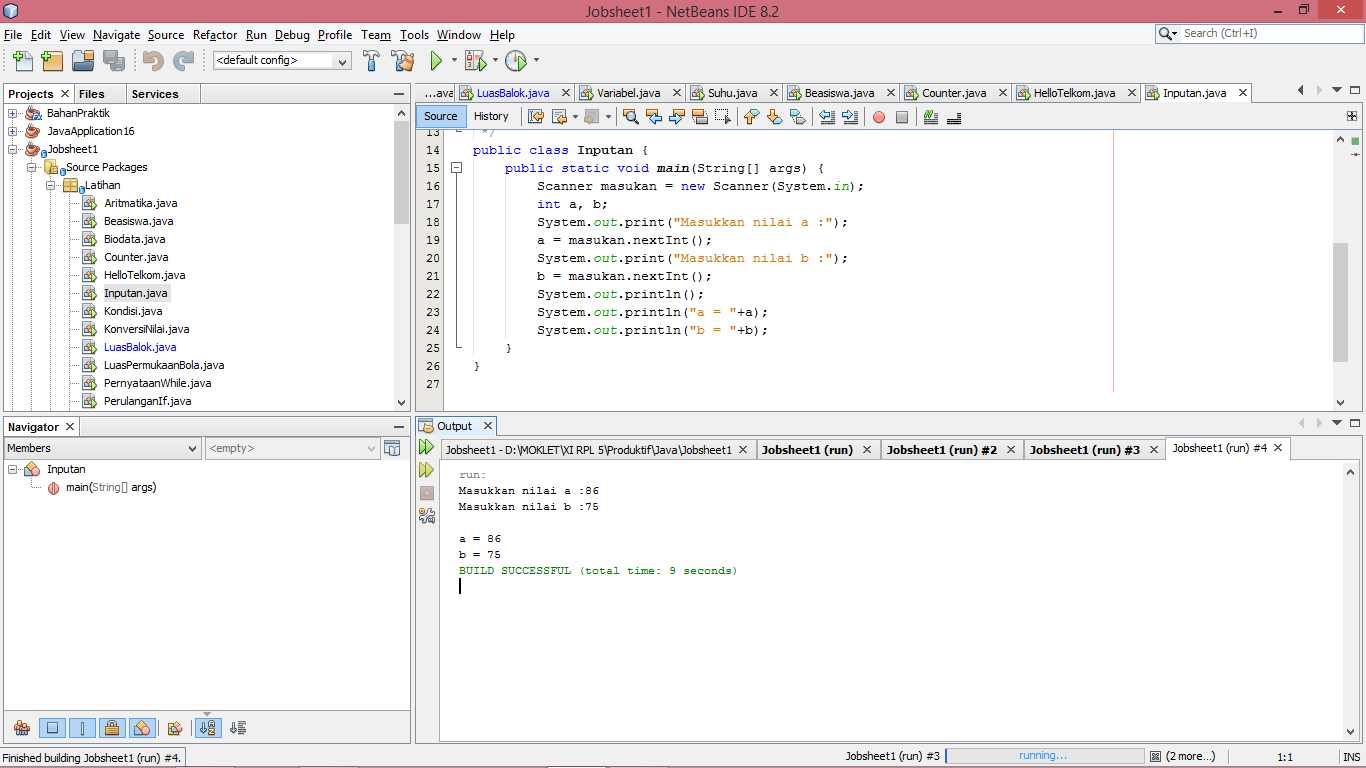 Jobsheet1 - NetBeans IDE 8.2
File Edit View Navigate Source Refactor Run Debug Profile Team Tools Window Help
Search (Ctrl+I)
<default config>
Projects Files Services
BahanPraktik
JavaApplication16
Jobsheet1
Source Packages
Latihan
Aritmatika.java
Beasiswa.java
Biodata.java
Counter.java
HelloTelkom.java
Inputan.java
Kondisi.java
KonversiNilai.java
LuasBalok.java
LuasPermukaanBola.java
PernyataanWhile.java
PerulanganIf.java
...ava LuasBalok.java Variabel.java Suhu.java Beasiswa.java Counter.java HelloTelkom.java Inputan.java
Source History
13 */
14 public class Inputan {
15 public static void main(String[] args) {
16 Scanner masukan = new Scanner(System.in);
17 int a, b;
18 System.out.print("Masukkan nilai a :");
19 a = masukan.nextInt();
20 System.out.print("Masukkan nilai b :");
21 b = masukan.nextInt();
22 System.out.println();
23 System.out.println("a = "+a);
24 System.out.println("b = "+b);
25 }
26 }
27
Navigator
Members <empty>
Inputan
main(String[] args)
Output
Jobsheet1 - D:\MOKLET\XI RPL 5\Produktif\Java\Jobsheet1 Jobsheet1 (run) Jobsheet1 (run) #2 Jobsheet1 (run) #3 Jobsheet1 (run) #4
run:
Masukkan nilai a :86
Masukkan nilai b :75
a = 86
b = 75
BUILD SUCCESSFUL (total time: 9 seconds)
Finished building Jobsheet1 (run) #4.
Jobsheet1 (run) #3 running... (2 more...) 1:1 INS